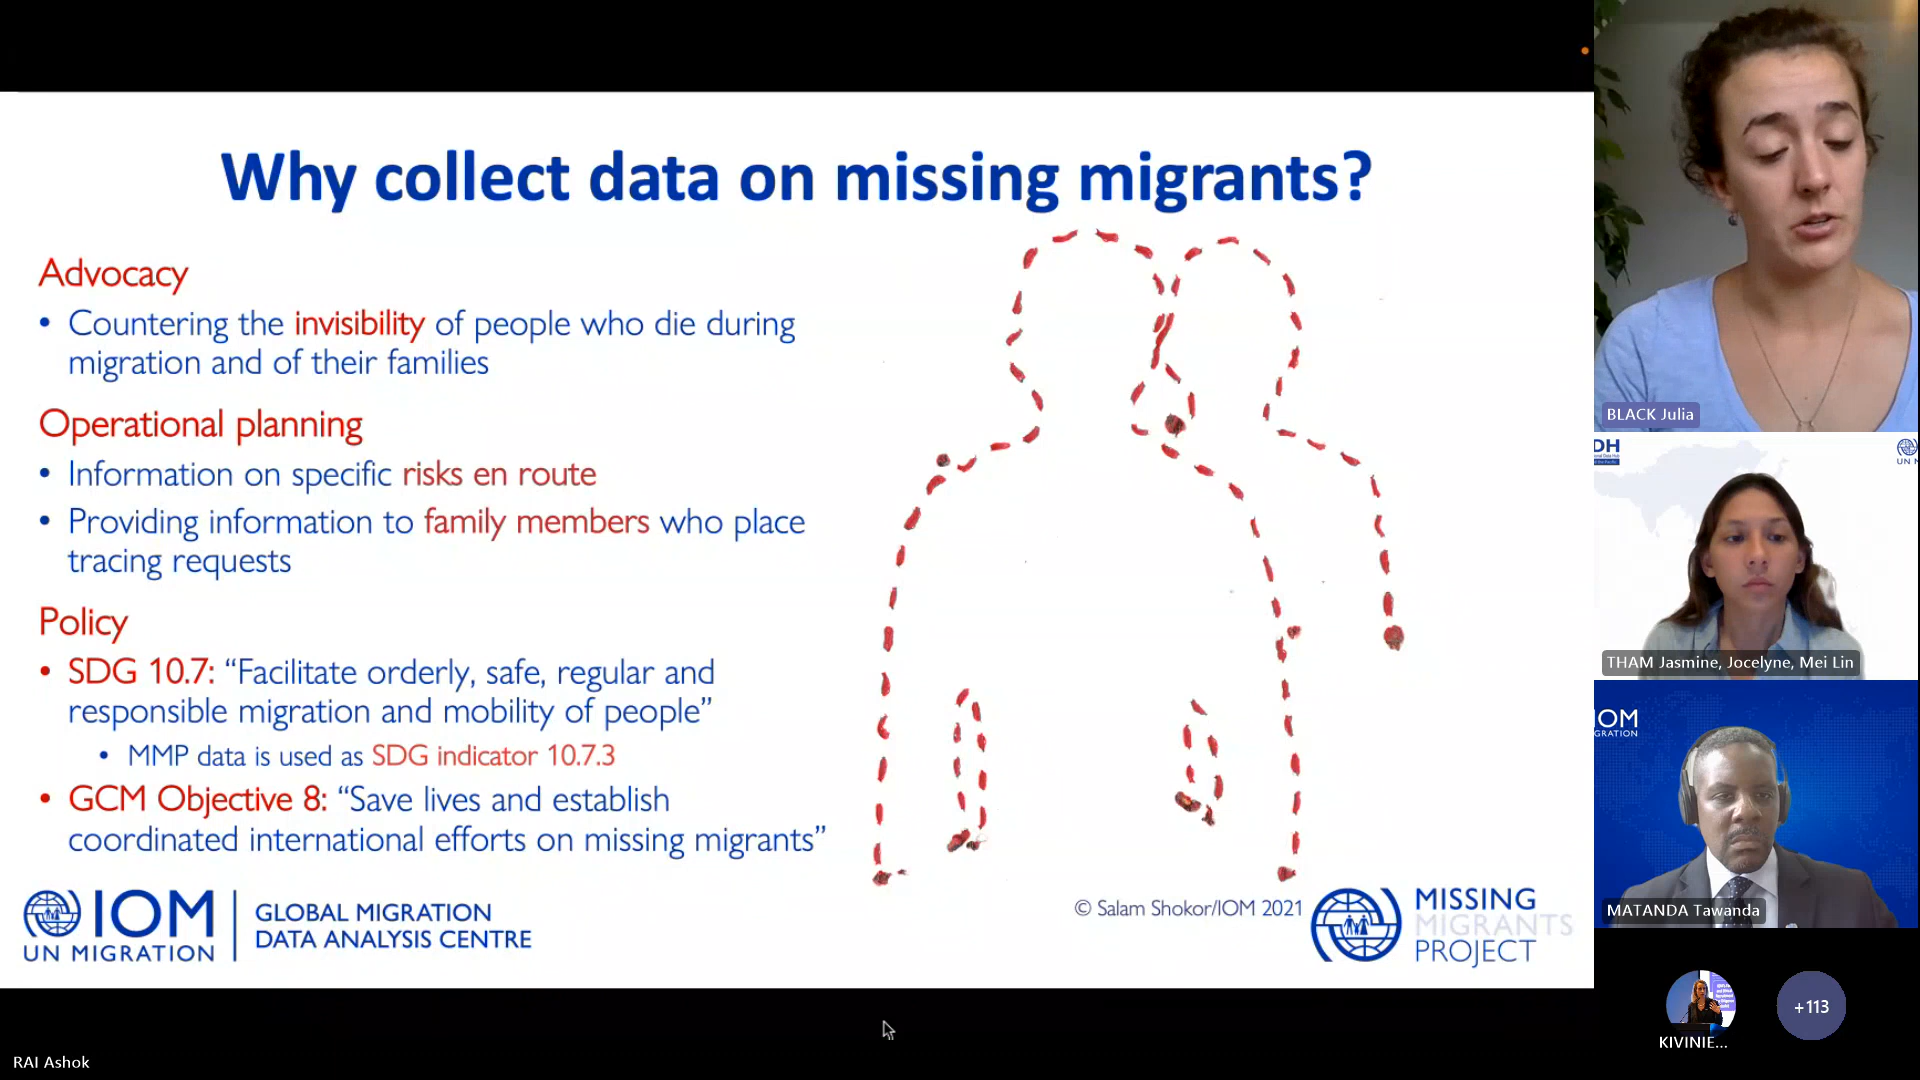 Why collect data on missing migrants?
Advocacy
• Countering the invisibility of people who die during
migration and of their families
Operational planning
• Information on specific risks en route
• Providing information to family members who place
tracing requests
Policy
• SDG 10.7: “Facilitate orderly, safe, regular and
responsible migration and mobility of people”
• MMP data is used as SDG indicator 10.7.3
• GCM Objective 8: “Save lives and establish
coordinated international efforts on missing migrants”
IOM
UN MIGRATION
GLOBAL MIGRATION
DATA ANALYSIS CENTRE
© Salam Shokor/IOM 2021
MISSING
MIGRANTS
PROJECT
BLACK Julia
DH
UN M
THAM Jasmine, Jocelyne, Mei Lin
IOM
GRATION
MATANDA Tawanda
KIVINIE...
+113
RAI Ashok